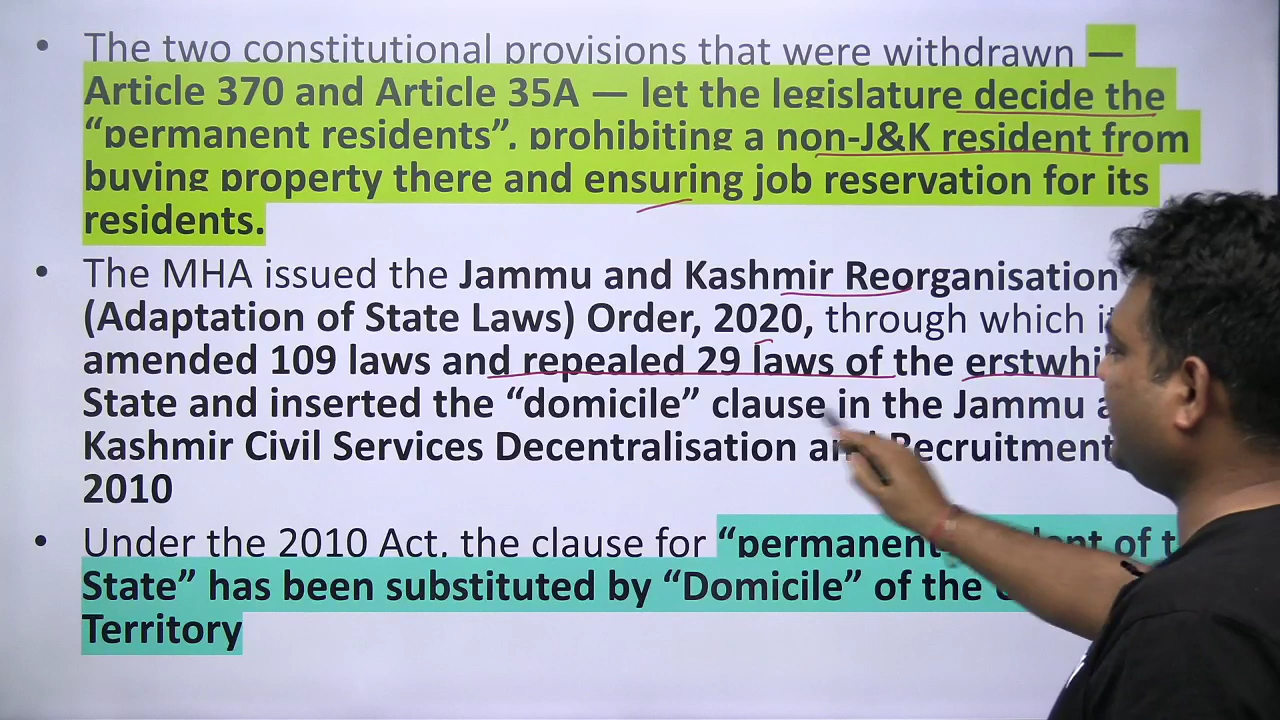 • The two constitutional provisions that were withdrawn —
Article 370 and Article 35A — let the legislature decide the
“permanent residents”, prohibiting a non-J&K resident from
buying property there and ensuring job reservation for its
residents.
• The MHA issued the Jammu and Kashmir Reorganisation
(Adaptation of State Laws) Order, 2020, through which
amended 109 laws and repealed 29 laws of the
State and inserted the “domicile” clause in the Jammu
Kashmir Civil Services Decentralisation and Recruitment
2010
• Under the 2010 Act, the clause for “permanent of
State” has been substituted by “Domicile” of the
Territory